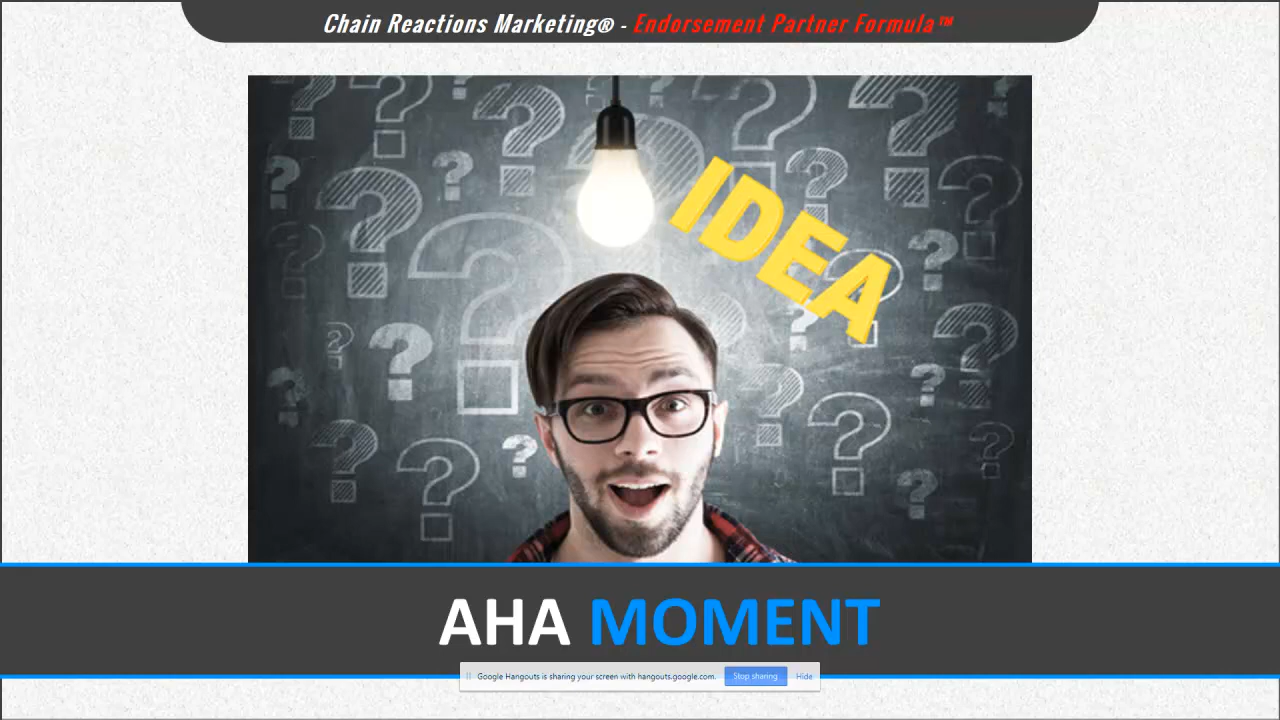 Chain Reactions Marketing® - Endorsement Partner Formula™
IDEA
AHA MOMENT
Google Hangouts is sharing your screen with hangouts.google.com. Stop sharing Hide